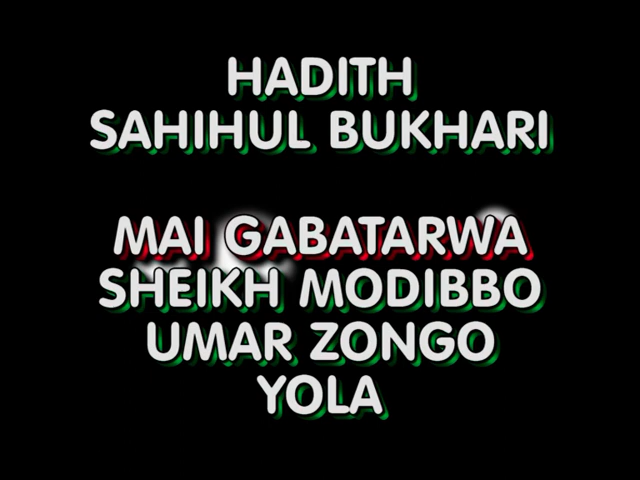 HADITH
SAHIHUL BUKHARI
MAI GABATARWA
SHEIKH MODIBBO
UMAR ZONGO
YOLA